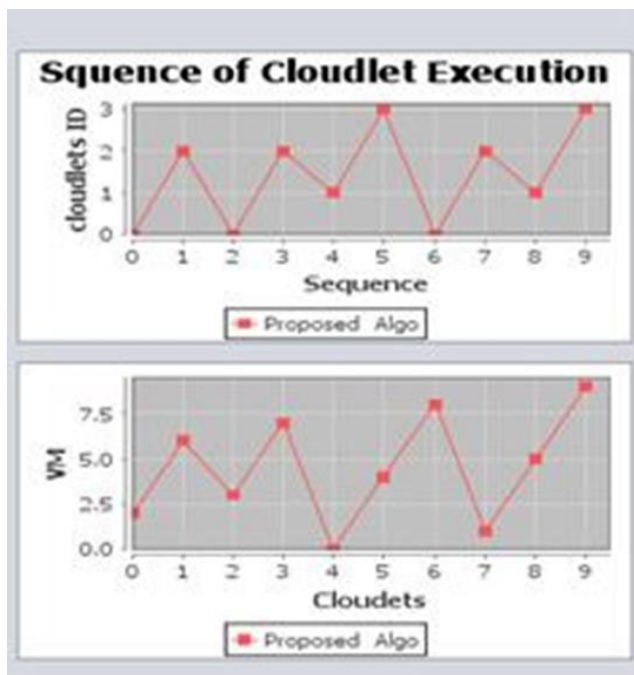 Squence of Cloudlet Execution
cloudlets ID
3
2
1
0
0 1 2 3 4 5 6 7 8 9
Sequence
Proposed Algo
VM
7.5
5.0
2.5
0.0
0 1 2 3 4 5 6 7 8 9
Cloudets
Proposed Algo